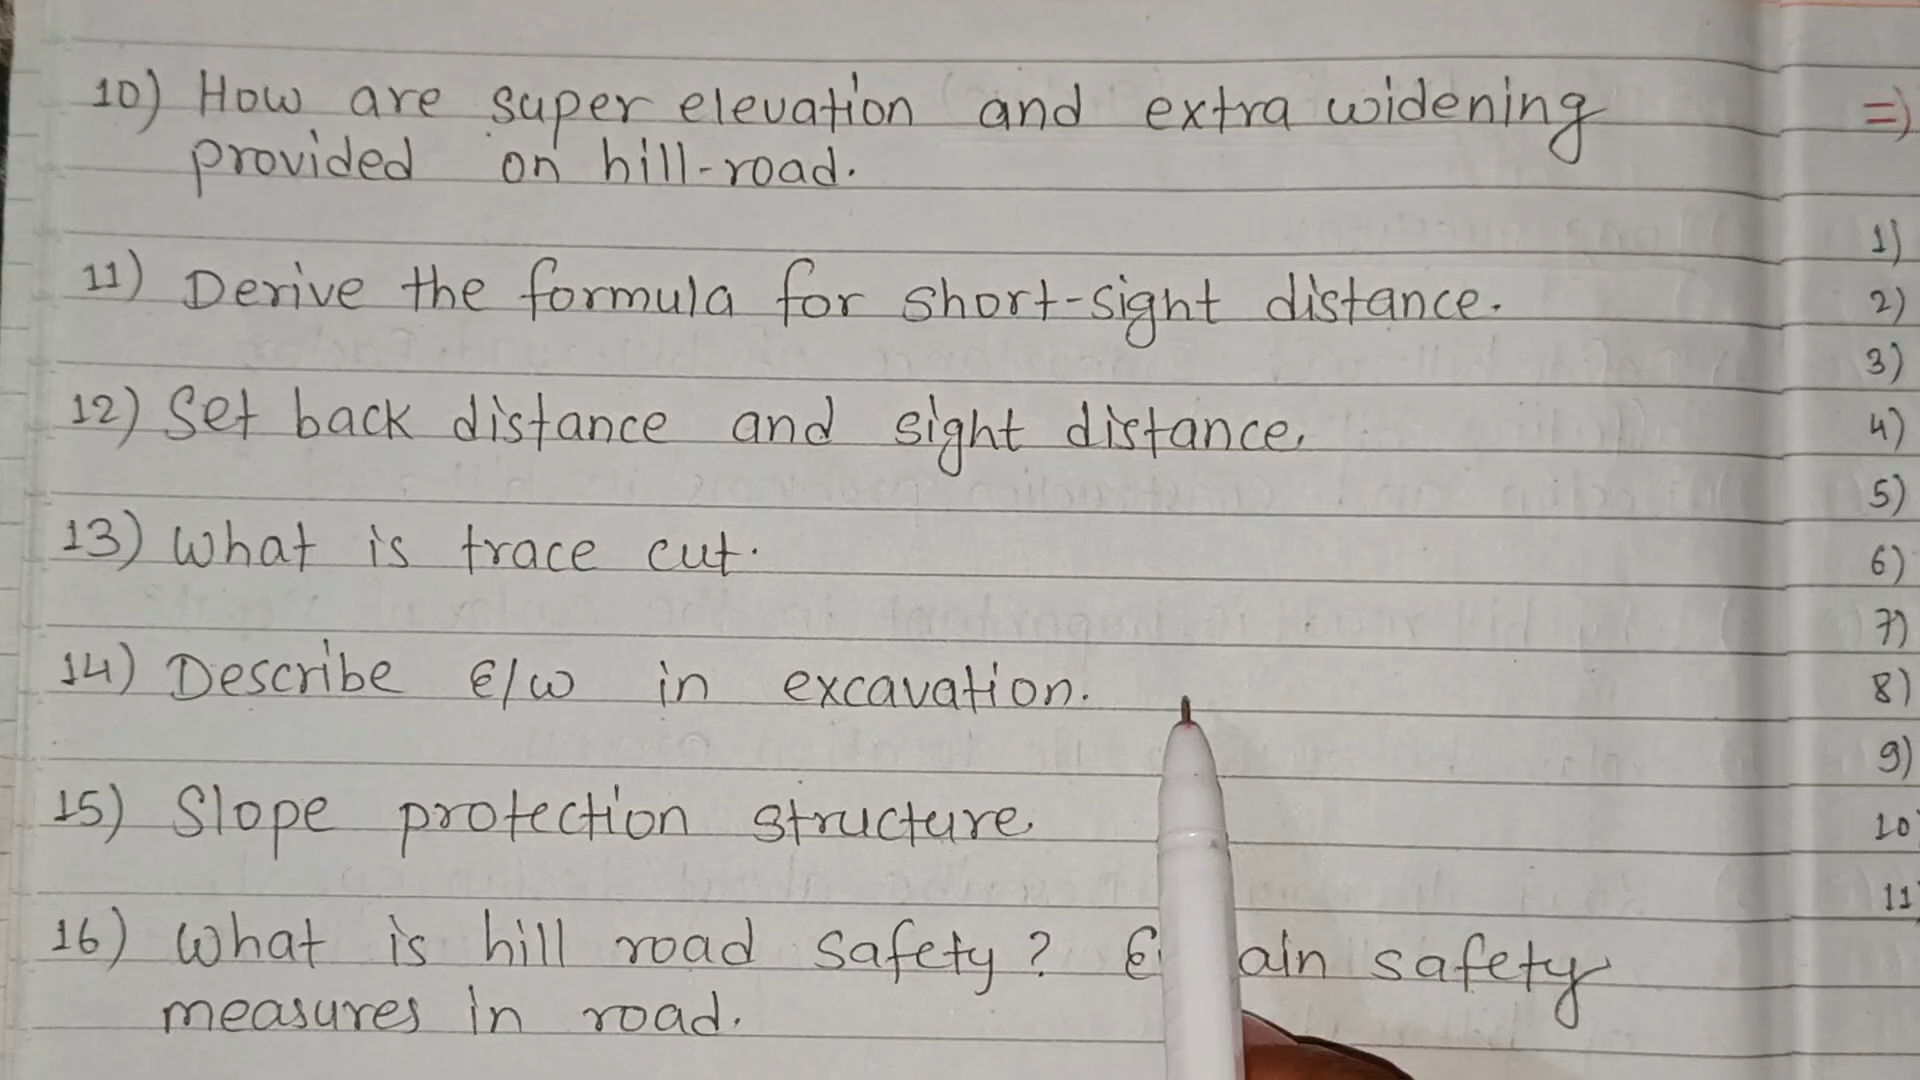 10) How are super elevation and extra widening
provided on hill-road.
11) Derive the formula for short-sight distance.
12) Set back distance and sight distance.
13) What is trace cut.
14) Describe E/W in excavation.
15) Slope protection structure.
16) What is hill road safety? safety
measures in road.
=)
1)
2)
3)
4)
5)
6)
7)
8)
9)
10
11